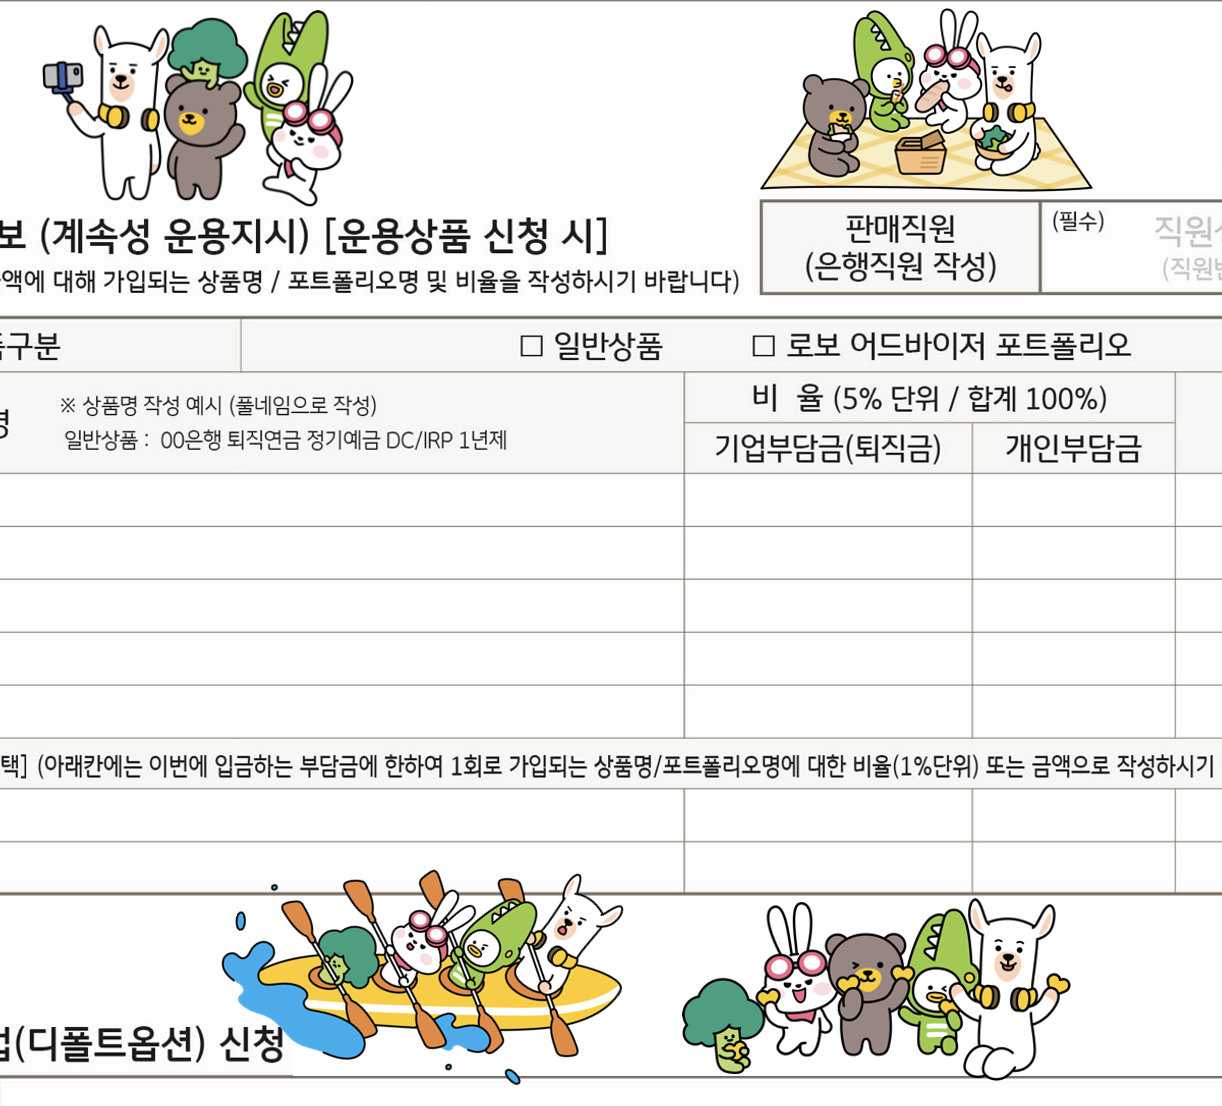 보 (계속성 운용지시) [운용상품 신청 시]
액에 대해 가입되는 상품명 / 포트폴리오명 및 비율을 작성하시기 바랍니다)
판매직원
(은행직원 작성)
(필수)
직원
(직원
구분
□ 일반상품 □ 로보 어드바이저 포트폴리오
명
※ 상품명 작성 예시 (풀네임으로 작성)
일반상품 : 00은행 퇴직연금 정기예금 DC/IRP 1년제
비 율 (5% 단위 / 합계 100%)
기업부담금(퇴직금) 개인부담금
택] (아래칸에는 이번에 입금하는 부담금에 한하여 1회로 가입되는 상품명/포트폴리오명에 대한 비율(1%단위) 또는 금액으로 작성하시기
(디폴트옵션) 신청